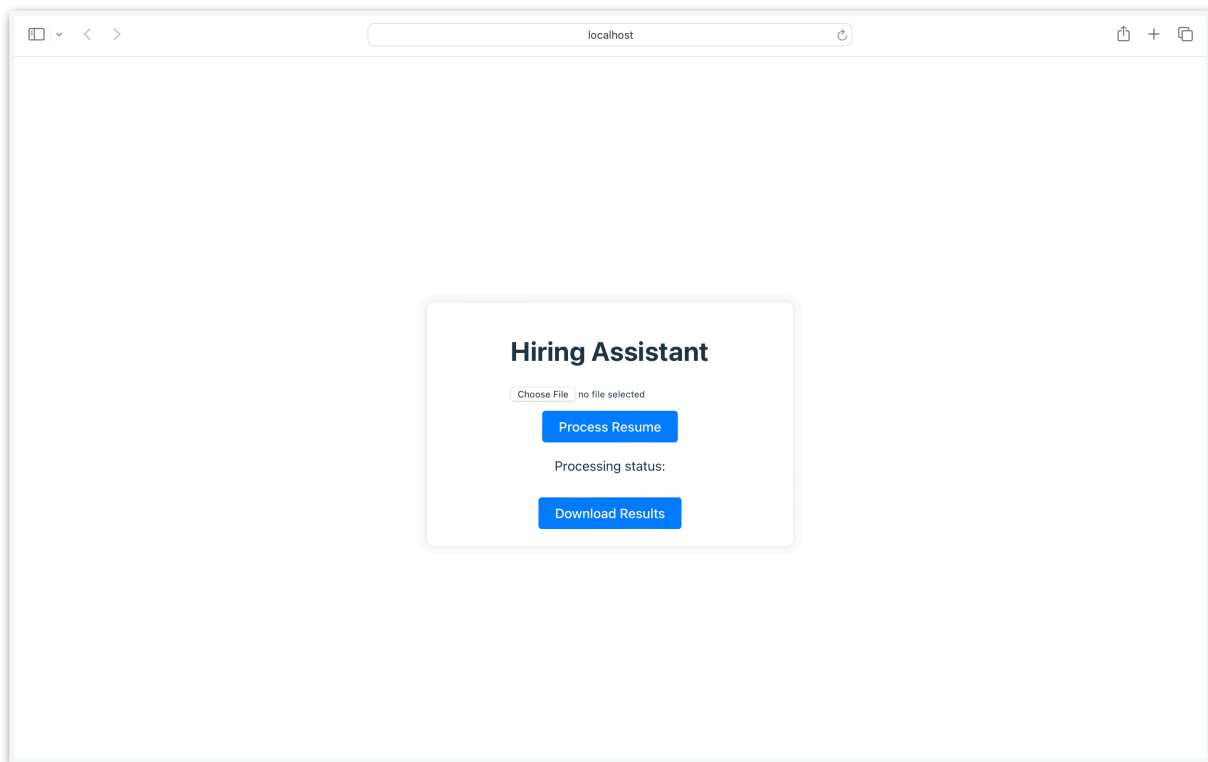 localhost
Hiring Assistant
Choose File no file selected
Process Resume
Processing status:
Download Results